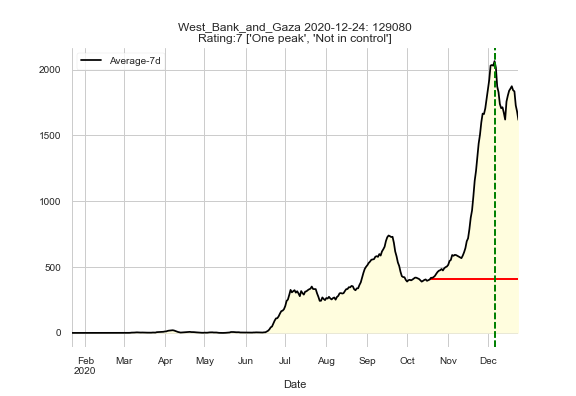 West_Bank_and_Gaza 2020-12-24: 129080
Rating:7 ['One peak', 'Not in control']
Average-7d
2000
1500
1000
500
0
Feb Mar Apr May Jun Jul Aug Sep Oct Nov Dec
2020
Date